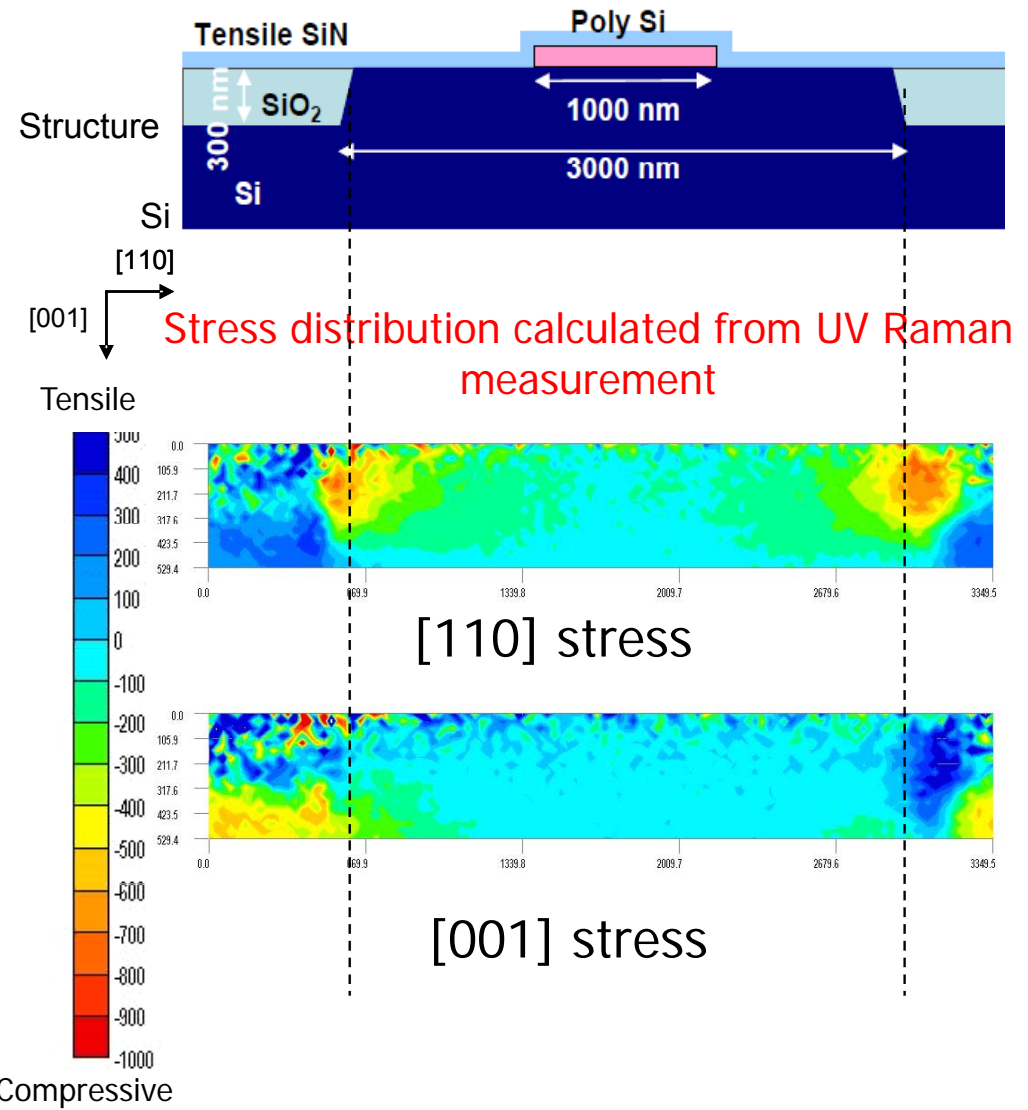 Tensile SiN
Poly Si
SiO2
300 nm
1000 nm
Structure
3000 nm
Si
Si
[110]
[001]
Stress distribution calculated from UV Raman
measurement
Tensile
500
400
300
200
100
0
-100
-200
-300
-400
-500
-600
-700
-800
-900
-1000
Compressive
0.0
105.9
211.7
317.6
423.5
529.4
0.0 669.9 1339.8 2009.7 2679.6 3349.5
[110] stress
0.0
105.9
211.7
317.6
423.5
529.4
0.0 669.9 1339.8 2009.7 2679.6 3349.5
[001] stress